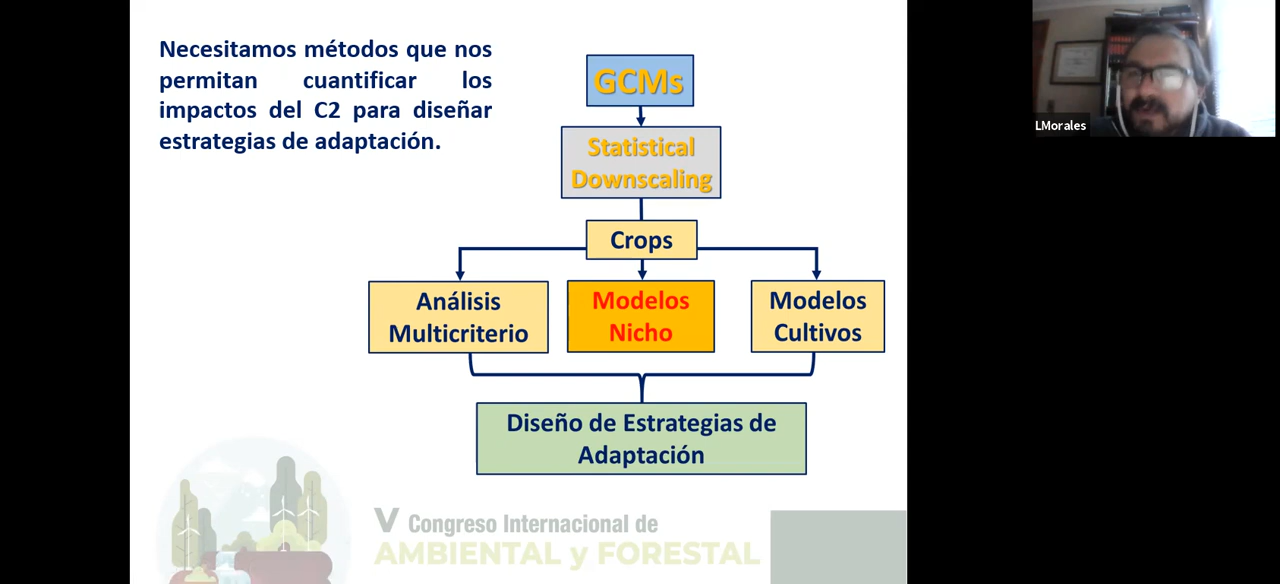 Necesitamos métodos que nos
permitan cuantificar los
impactos del C2 para diseñar
estrategias de adaptación.
GCMs
Statistical
Downscaling
Crops
Análisis
Multicriterio
Modelos
Nicho
Modelos
Cultivos
Diseño de Estrategias de
Adaptación
V Congreso Internacional de
AMBIENTAL y FORESTAL
LMorales